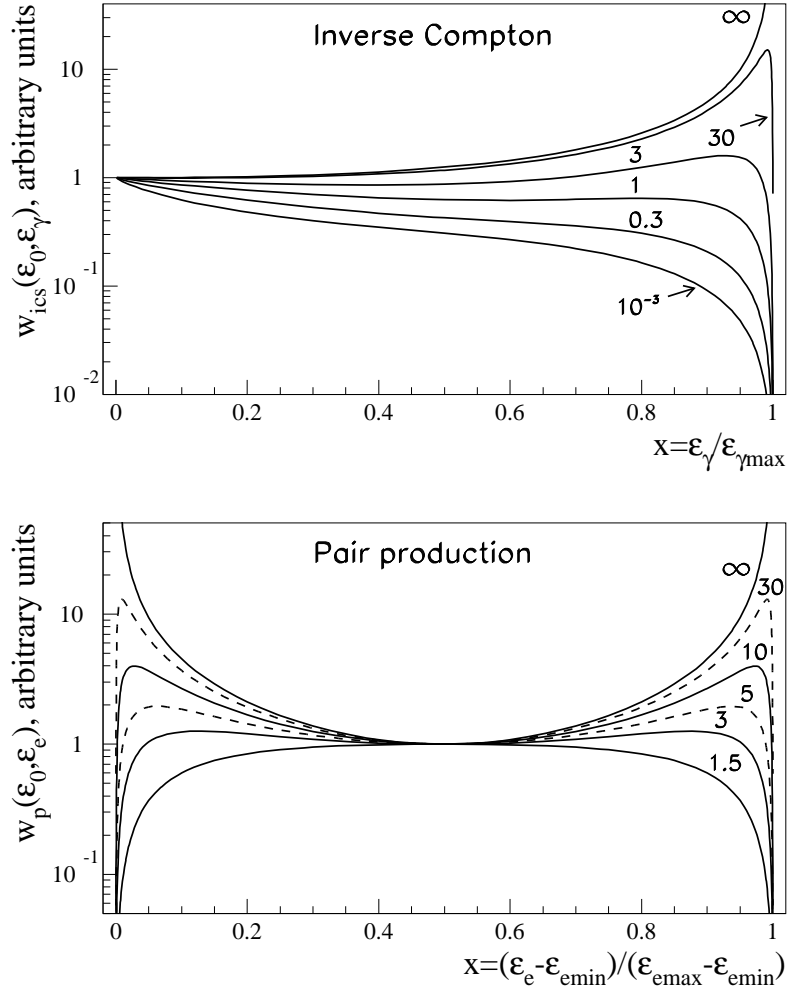 Inverse Compton
∞
10
1
10⁻¹
10⁻²
w_ics(ε₀,ε_γ), arbitrary units
30
3
1
0.3
10⁻³
0 0.2 0.4 0.6 0.8 1
x=ε_γ/ε_γmax
Pair production
∞
30
10
5
3
1.5
10
1
10⁻¹
w_p(ε₀,ε_e), arbitrary units
0 0.2 0.4 0.6 0.8 1
x=(ε_e-ε_emin)/(ε_emax-ε_emin)